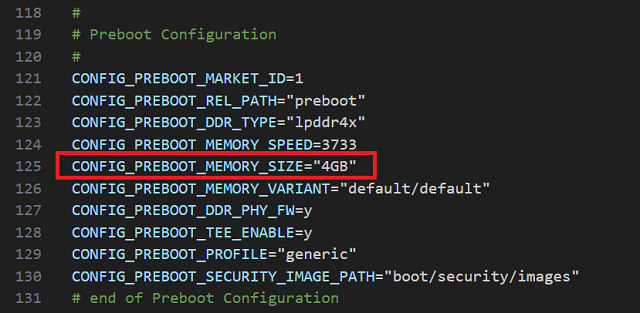 118 #
119 # Preboot Configuration
120 #
121 CONFIG_PREBOOT_MARKET_ID=1
122 CONFIG_PREBOOT_REL_PATH="preboot"
123 CONFIG_PREBOOT_DDR_TYPE="lpddr4x"
124 CONFIG_PREBOOT_MEMORY_SPEED=3733
125 CONFIG_PREBOOT_MEMORY_SIZE="4GB"
126 CONFIG_PREBOOT_MEMORY_VARIANT="default/default"
127 CONFIG_PREBOOT_DDR_PHY_FW=y
128 CONFIG_PREBOOT_TEE_ENABLE=y
129 CONFIG_PREBOOT_PROFILE="generic"
130 CONFIG_PREBOOT_SECURITY_IMAGE_PATH="boot/security/images"
131 # end of Preboot Configuration